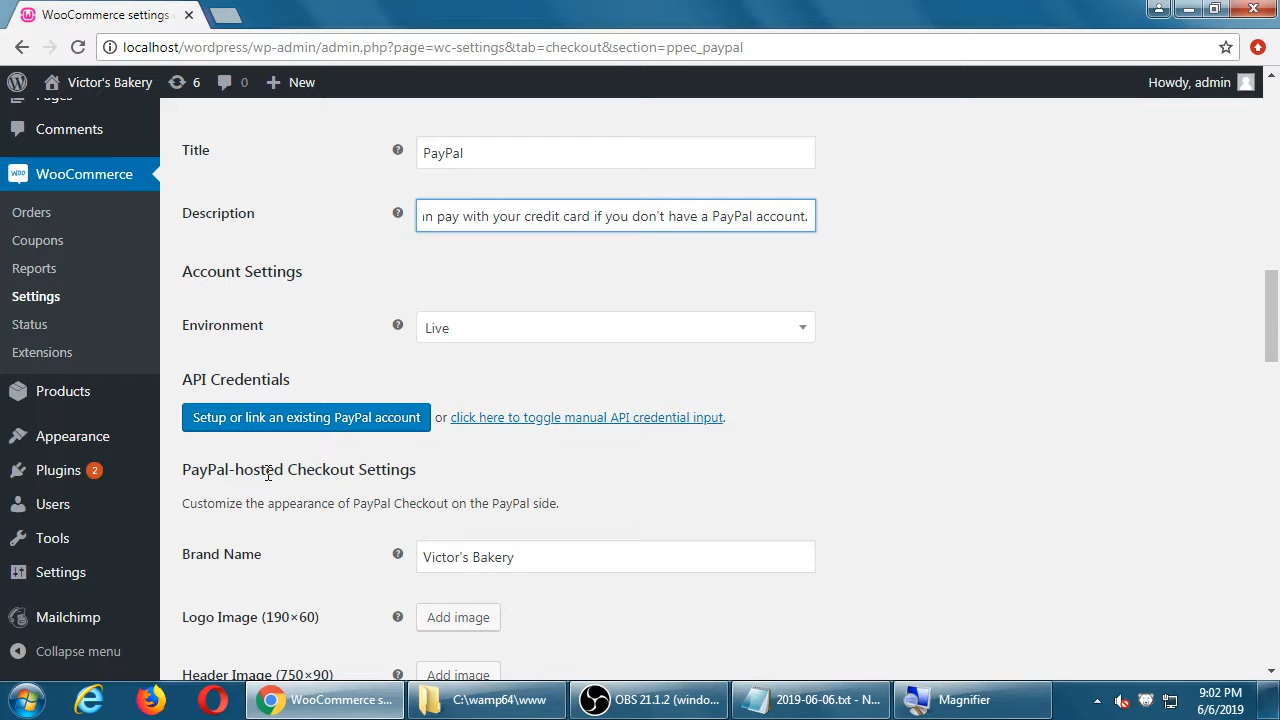 WooCommerce settings
localhost/wordpress/wp-admin/admin.php?page=wc-settings&tab=checkout&section=ppec_paypal
Victor's Bakery 6 0 New Howdy, admin
Pages
Comments
WooCommerce
Orders
Coupons
Reports
Settings
Status
Extensions
Products
Appearance
Plugins 2
Users
Tools
Settings
Mailchimp
Collapse menu
Title PayPal
Description an pay with your credit card if you don't have a PayPal account.
Account Settings
Environment Live
API Credentials
Setup or link an existing PayPal account or click here to toggle manual API credential input.
PayPal-hosted Checkout Settings
Customize the appearance of PayPal Checkout on the PayPal side.
Brand Name Victor's Bakery
Logo Image (190×60) Add image
Header Image (750×90) Add image
WooCommerce s... C:\wamp64\www OBS 21.1.2 (windo... 2019-06-06.txt - N... Magnifier
9:02 PM
6/6/2019